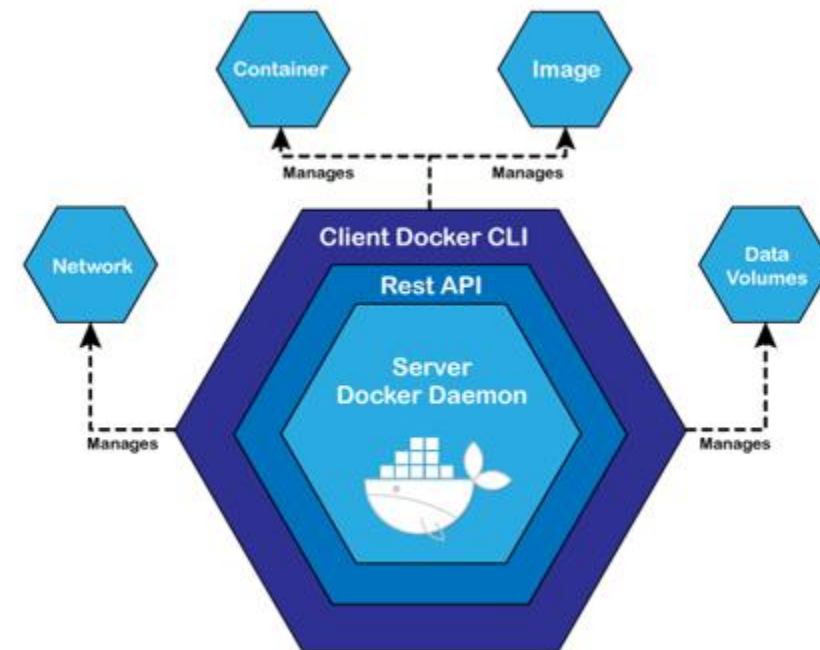 Container
Image
Manages
Manages
Client Docker CLI
Network
Data
Volumes
Rest API
Server
Docker Daemon
Manages
Manages